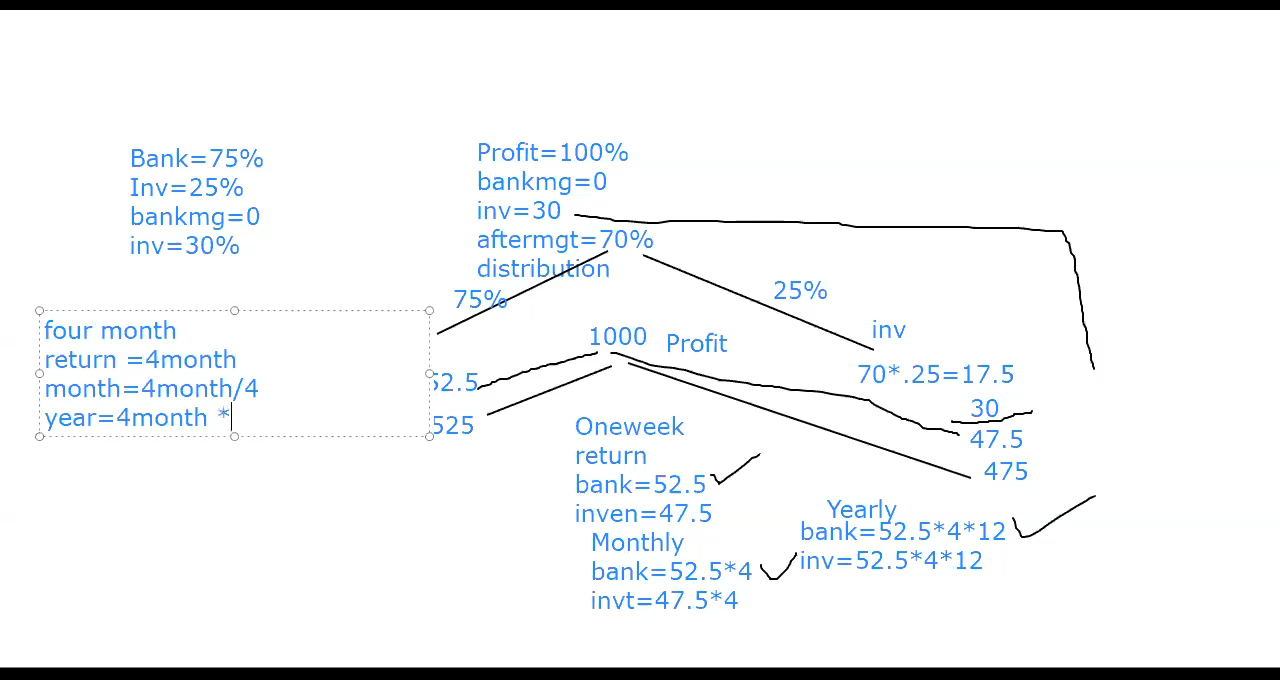 Bank=75%
Inv=25%
bankmg=0
inv=30%
Profit=100%
bankmg=0
inv=30
aftermgt=70%
distribution
75%
25%
inv
1000
Profit
four month
return =4month
month=4month/4
year=4month *
52.5
525
70*.25=17.5
30
47.5
475
Oneweek
return
bank=52.5
inven=47.5
Monthly
bank=52.5*4
invt=47.5*4
Yearly
bank=52.5*4*12
inv=52.5*4*12